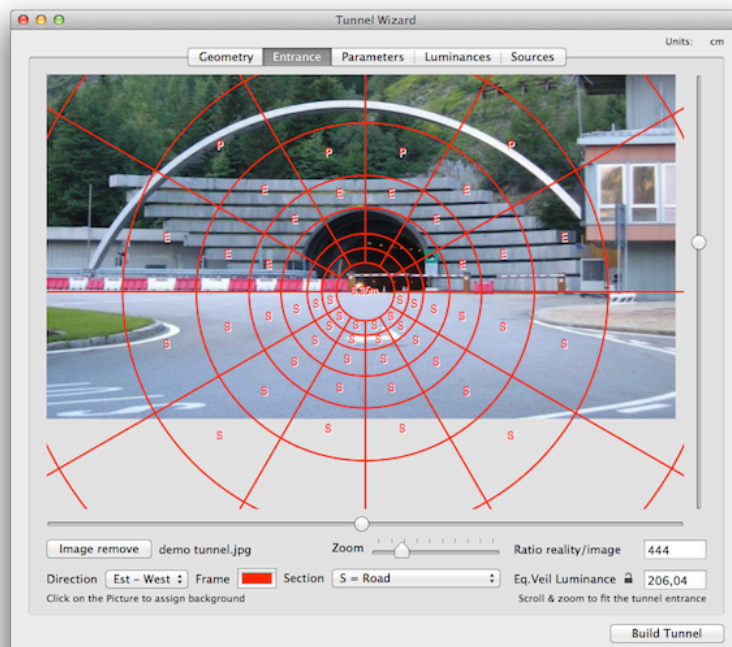 Tunnel Wizard
Units: cm
Geometry Entrance Parameters Luminances Sources
P P
P P
E E E E
E E
E E
E E
E E
S S S S
S S S S
S S S S
S S S S
S S
S S S S
S S
S S
S S
Image remove demo tunnel.jpg Zoom Ratio reality/image 444
Direction Est - West Frame Section S = Road Eq.Veil Luminance 206,04
Click on the Picture to assign background Scroll & zoom to fit the tunnel entrance
Build Tunnel